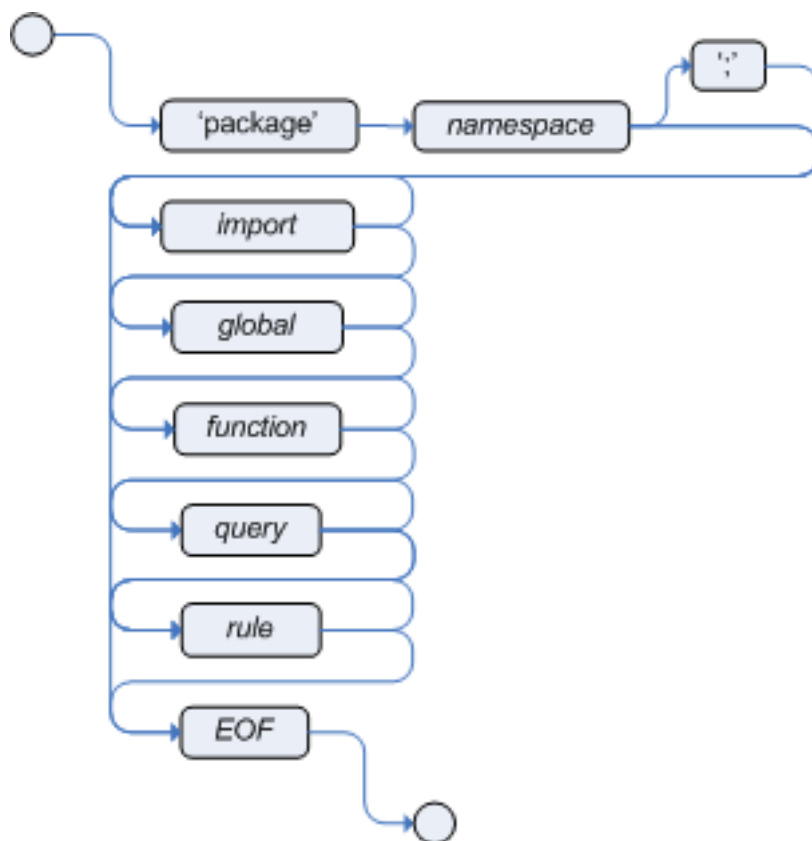 ‘;’
‘package’ namespace
import
global
function
query
rule
EOF